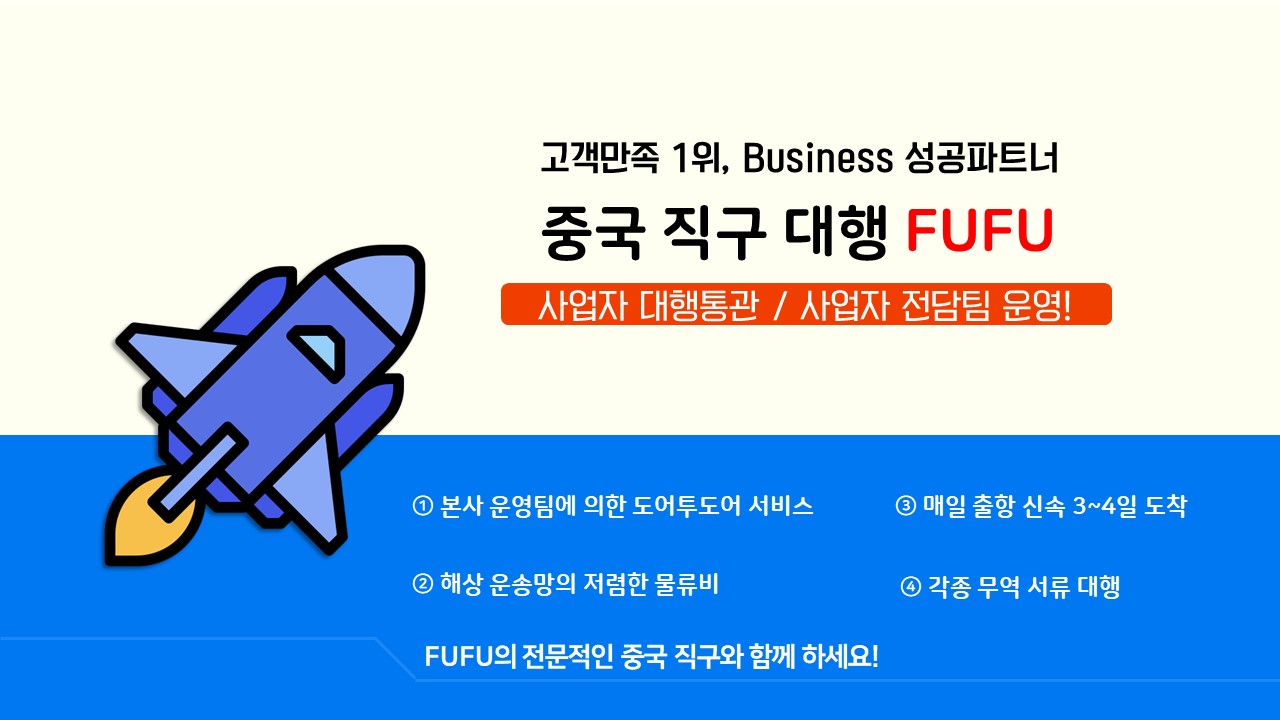 고객만족 1위, Business 성공파트너
중국 직구 대행 FUFU
사업자 대행통관 / 사업자 전담팀 운영!
① 본사 운영팀에 의한 도어투도어 서비스
② 해상 운송망의 저렴한 물류비
③ 매일 출항 신속 3~4일 도착
④ 각종 무역 서류 대행
FUFU의 전문적인 중국 직구와 함께 하세요!